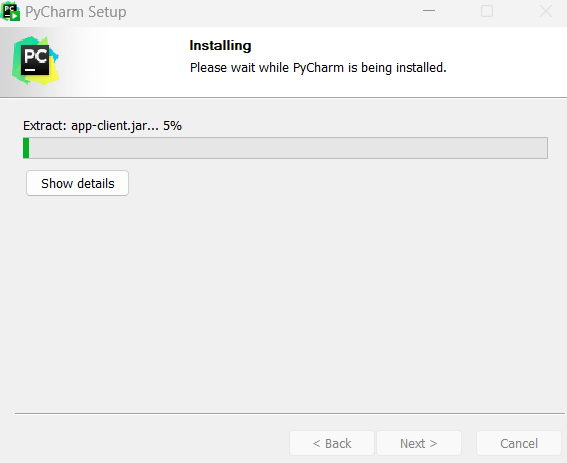 PC PyCharm Setup
PC
Installing
Please wait while PyCharm is being installed.
Extract: app-client.jar... 5%
Show details
< Back
Next >
Cancel